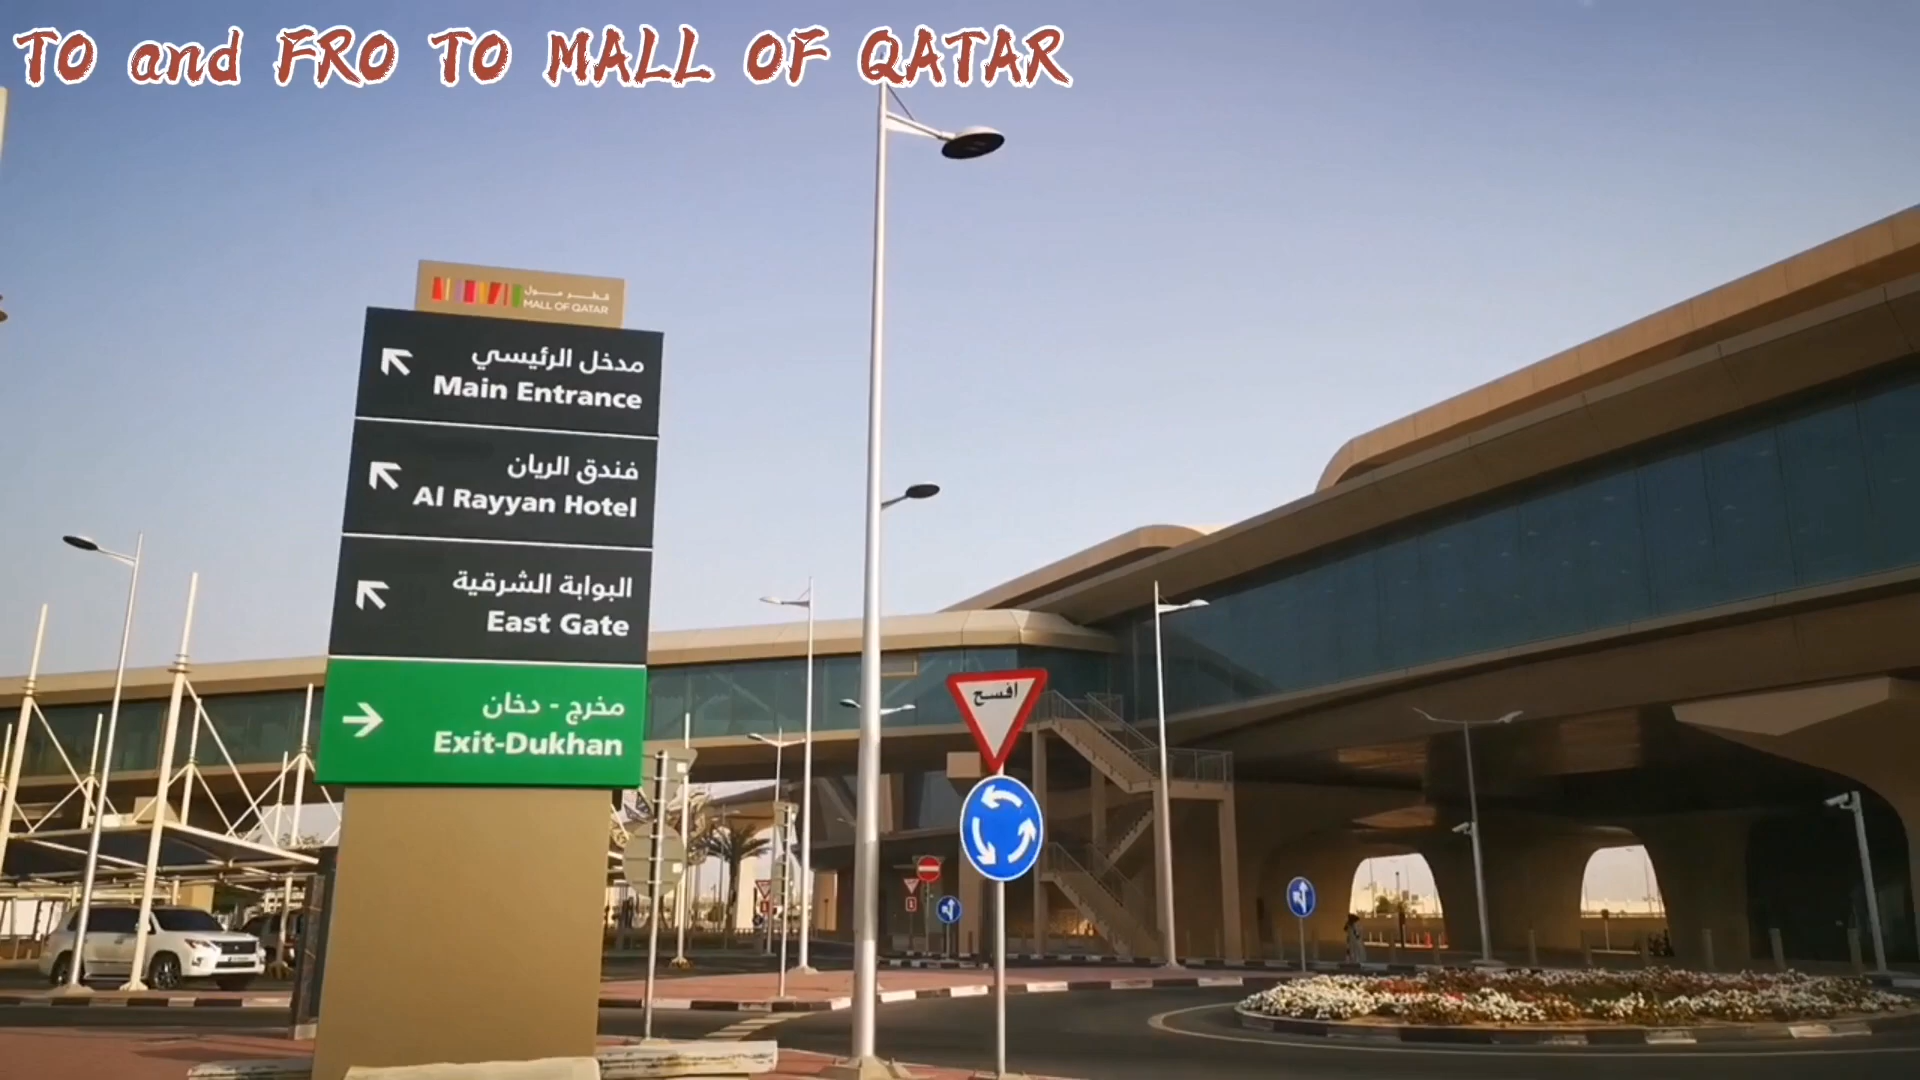 TO and FRO TO MALL OF QATAR
قطر مول
MALL OF QATAR
مدخل الرئيسي
Main Entrance
فندق الريان
Al Rayyan Hotel
البوابة الشرقية
East Gate
مخرج - دخان
Exit-Dukhan
افسح